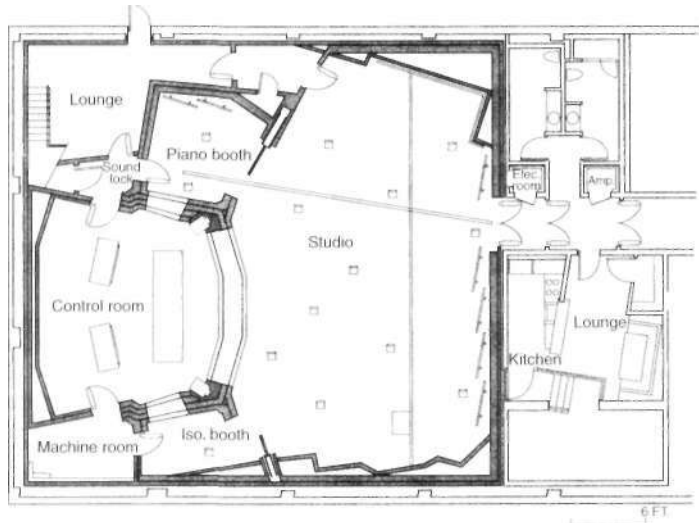 Lounge
Piano booth
Sound
lock
Elec.
room
Amp.
Studio
Control room
Lounge
Kitchen
Iso. booth
Machine room
6 FT.